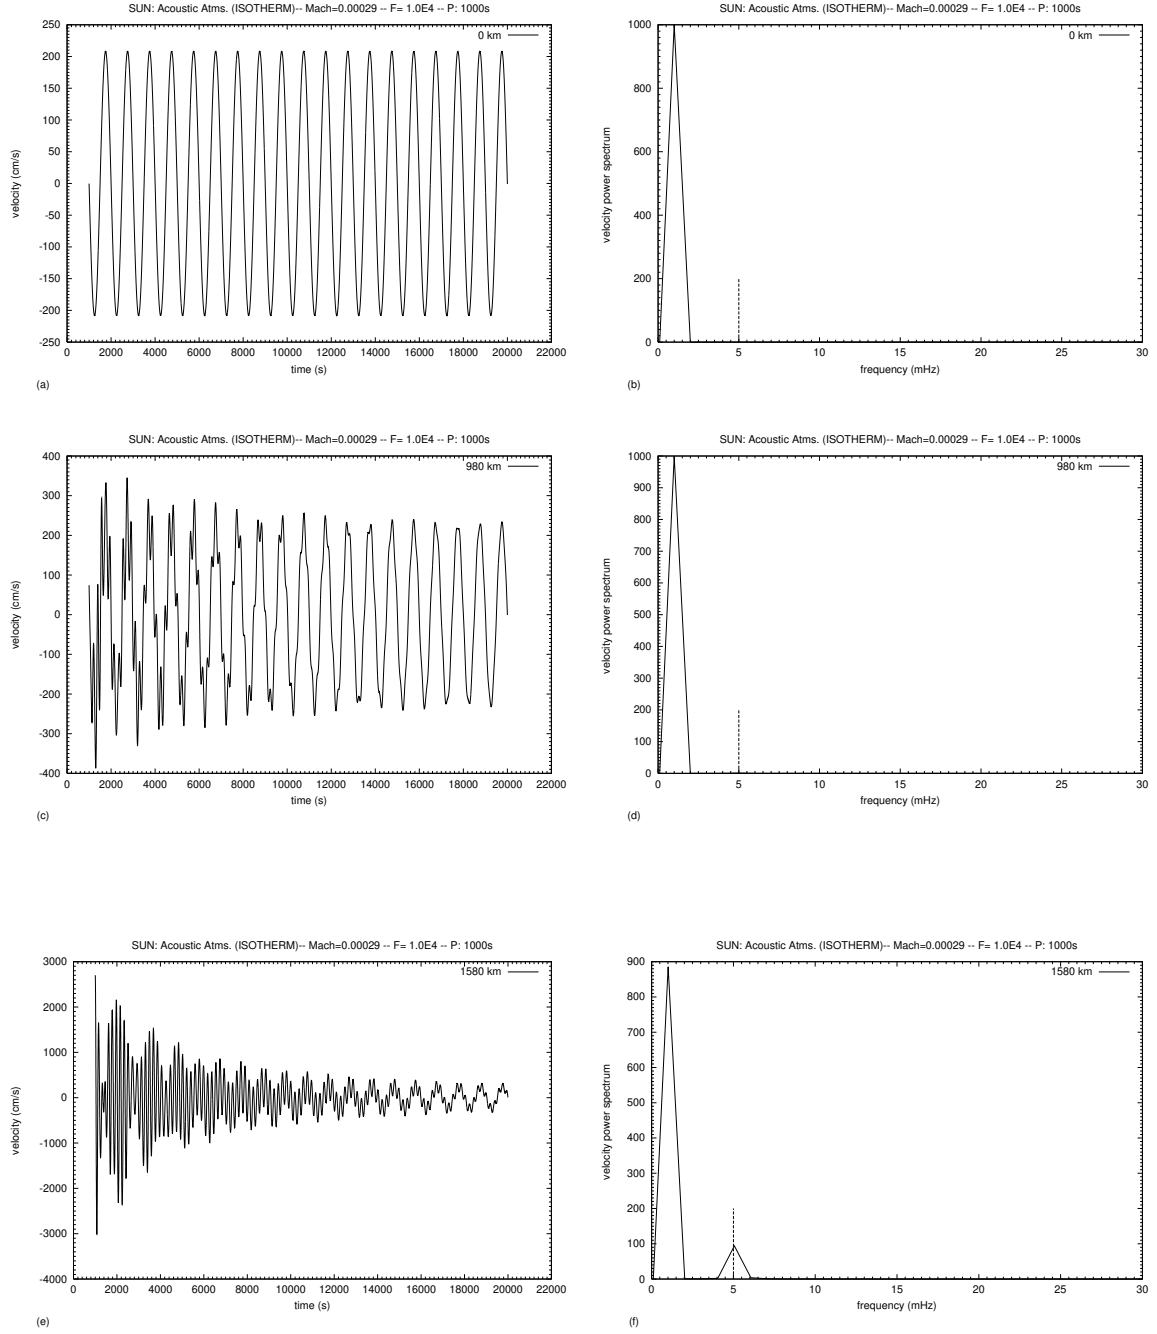 SUN: Acoustic Atms. (ISOTHERM)-- Mach=0.00029 -- F= 1.0E4 -- P: 1000s
250
200
150
100
50
0
-50
-100
-150
-200
-250
0 2000 4000 6000 8000 10000 12000 14000 16000 18000 20000 22000
velocity (cm/s)
time (s)
0 km
(a)
SUN: Acoustic Atms. (ISOTHERM)-- Mach=0.00029 -- F= 1.0E4 -- P: 1000s
1000
800
600
400
200
0
0 5 10 15 20 25 30
velocity power spectrum
frequency (mHz)
0 km
(b)
SUN: Acoustic Atms. (ISOTHERM)-- Mach=0.00029 -- F= 1.0E4 -- P: 1000s
400
300
200
100
0
-100
-200
-300
-400
0 2000 4000 6000 8000 10000 12000 14000 16000 18000 20000 22000
velocity (cm/s)
time (s)
980 km
(c)
SUN: Acoustic Atms. (ISOTHERM)-- Mach=0.00029 -- F= 1.0E4 -- P: 1000s
1000
900
800
700
600
500
400
300
200
100
0
0 5 10 15 20 25 30
velocity power spectrum
frequency (mHz)
980 km
(d)
SUN: Acoustic Atms. (ISOTHERM)-- Mach=0.00029 -- F= 1.0E4 -- P: 1000s
3000
2000
1000
0
-1000
-2000
-3000
-4000
0 2000 4000 6000 8000 10000 12000 14000 16000 18000 20000 22000
velocity (cm/s)
time (s)
1580 km
(e)
SUN: Acoustic Atms. (ISOTHERM)-- Mach=0.00029 -- F= 1.0E4 -- P: 1000s
900
800
700
600
500
400
300
200
100
0
0 5 10 15 20 25 30
velocity power spectrum
frequency (mHz)
1580 km
(f)